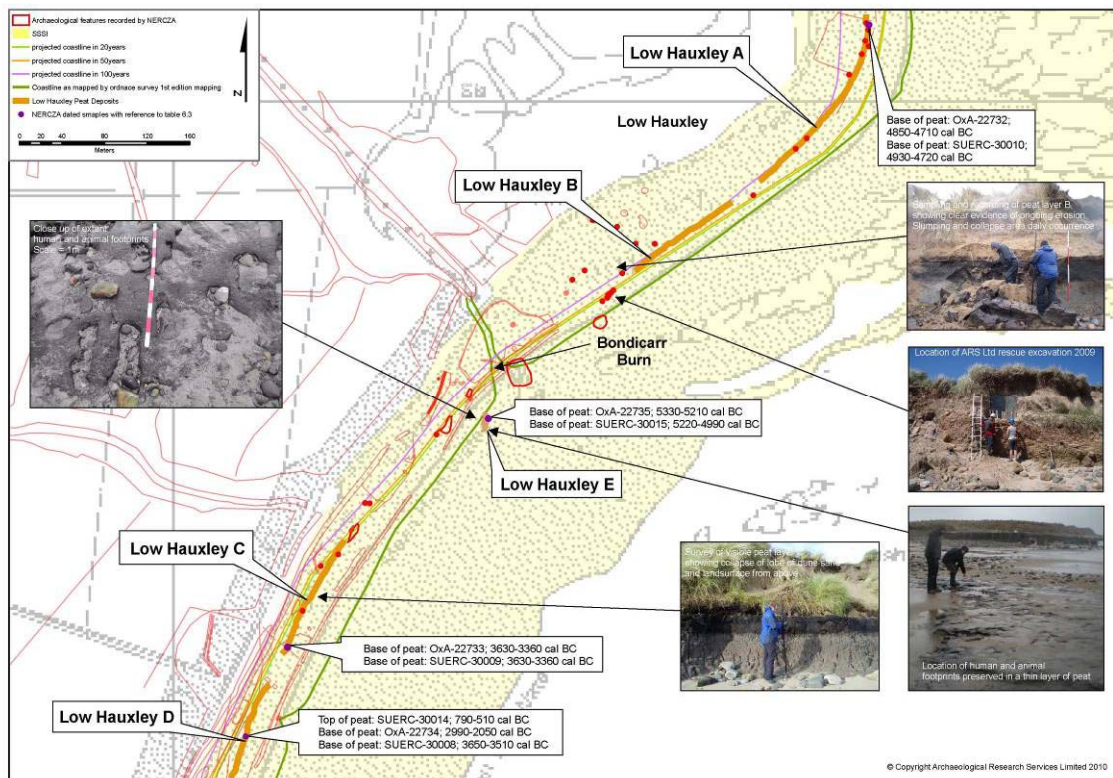 Archaeological features recorded by NERCZA
SSSI
projected coastline in 20years
projected coastline in 50years
projected coastline in 100years
Coastline as mapped by ordnace survey 1st edition mapping
Low Hauxley Peat Deposits
NERCZA dated smaples with reference to table 6.3
0 20 40 80 120 160
Meters
N
Low Hauxley A
Low Hauxley
Base of peat: OxA-22732;
4850-4710 cal BC
Base of peat: SUERC-30010;
4930-4720 cal BC
Low Hauxley B
Sampling and recording of peat layer B
showing clear evidence of ongoing erosion
Slumping and collapse are a daily occurrence
Close up of extant
human and animal footprints
Scale = 1m
Bondicarr
Burn
Location of ARS Ltd rescue excavation 2009
Base of peat: OxA-22735; 5330-5210 cal BC
Base of peat: SUERC-30015; 5220-4990 cal BC
Low Hauxley E
Low Hauxley C
Survey of visible peat layer
showing collapse of lobe of dune sand
and landsurface from above
Base of peat: OxA-22733; 3630-3360 cal BC
Base of peat: SUERC-30009; 3630-3360 cal BC
Location of human and animal
footprints preserved in a thin layer of peat
Low Hauxley D
Top of peat: SUERC-30014; 790-510 cal BC
Base of peat: OxA-22734; 2990-2050 cal BC
Base of peat: SUERC-30008; 3650-3510 cal BC
© Copyright Archaeological Research Services Limited 2010